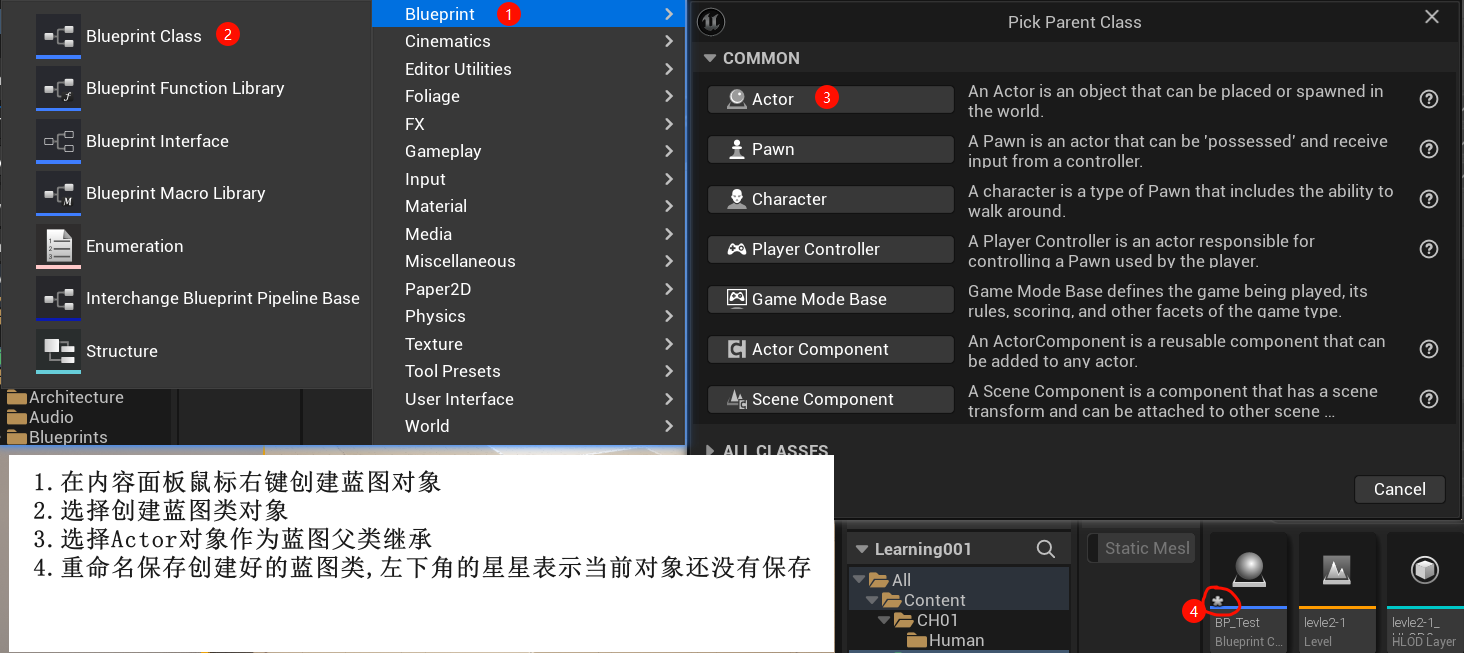 Blueprint Class 2
Blueprint Function Library
Blueprint Interface
Blueprint Macro Library
Enumeration
Interchange Blueprint Pipeline Base
Structure
Architecture
Audio
Blueprints
Blueprint 1
Cinematics
Editor Utilities
Foliage
FX
Gameplay
Input
Material
Media
Miscellaneous
Paper2D
Physics
Texture
Tool Presets
User Interface
World
Pick Parent Class
COMMON
Actor 3
An Actor is an object that can be placed or spawned in
the world.
Pawn
A Pawn is an actor that can be 'possessed' and receive
input from a controller.
Character
A character is a type of Pawn that includes the ability to
walk around.
Player Controller
A Player Controller is an actor responsible for
controlling a Pawn used by the player.
Game Mode Base
Game Mode Base defines the game being played, its
rules, scoring, and other facets of the game type.
Actor Component
An ActorComponent is a reusable component that can
be added to any actor.
Scene Component
A Scene Component is a component that has a scene
transform and can be attached to other scene ...
ALL CLASSES
Cancel
1.在内容面板鼠标右键创建蓝图对象
2.选择创建蓝图类对象
3.选择Actor对象作为蓝图父类继承
4.重命名保存创建好的蓝图类,左下角的星星表示当前对象还没有保存
Learning001
All
Content
CH01
Human
Static Mesl
4
BP_Test
Blueprint C...
levle2-1
Level
levle2-1_
HLOD Layer